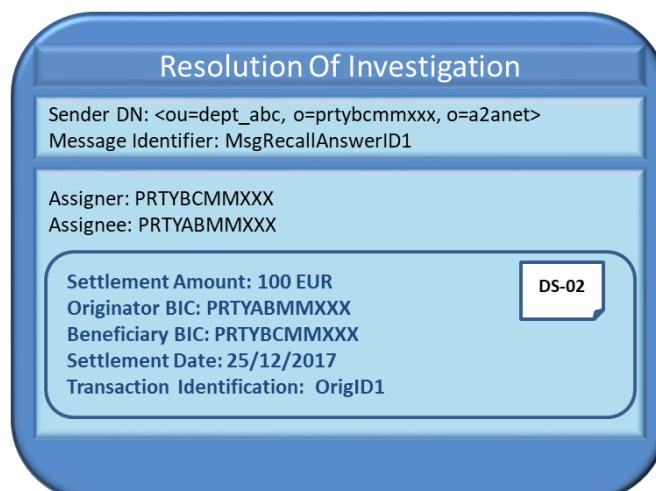 Resolution Of Investigation
Sender DN: <ou=dept_abc, o=prtybcmmxxx, o=a2anet>
Message Identifier: MsgRecallAnswerID1
Assigner: PRTYBCMMXXX
Assignee: PRTYABMMXXX
Settlement Amount: 100 EUR
DS-02
Originator BIC: PRTYABMMXXX
Beneficiary BIC: PRTYBCMMXXX
Settlement Date: 25/12/2017
Transaction Identification: OrigID1